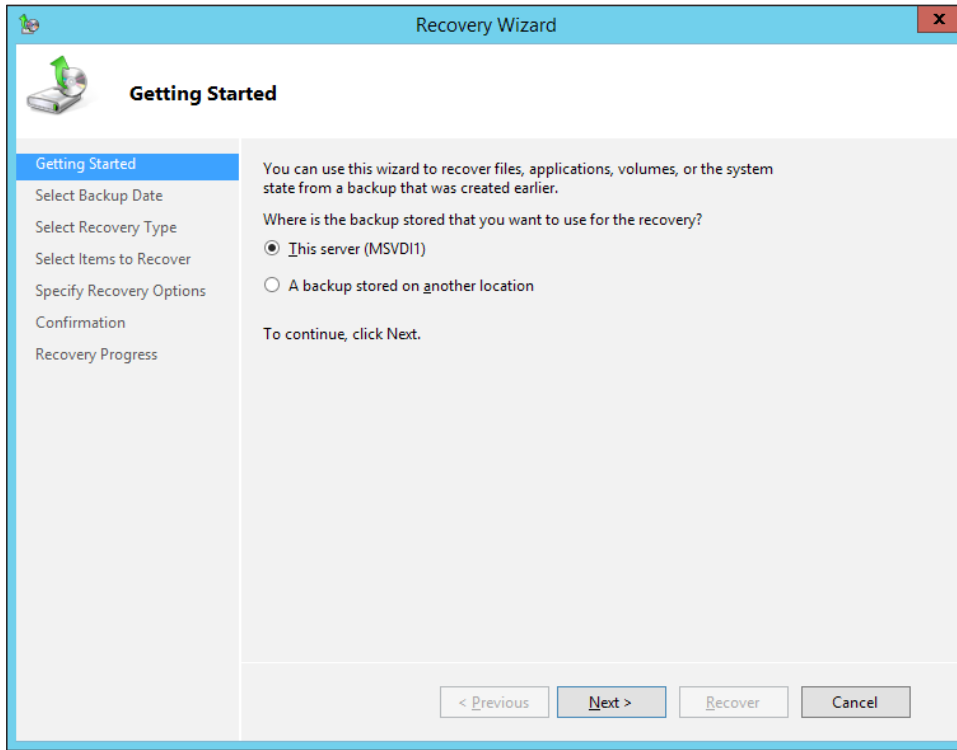 Recovery Wizard
x
Getting Started
Getting Started
Select Backup Date
Select Recovery Type
Select Items to Recover
Specify Recovery Options
Confirmation
Recovery Progress
You can use this wizard to recover files, applications, volumes, or the system
state from a backup that was created earlier.
Where is the backup stored that you want to use for the recovery?
This server (MSVDI1)
A backup stored on another location
To continue, click Next.
< Previous Next > Recover Cancel